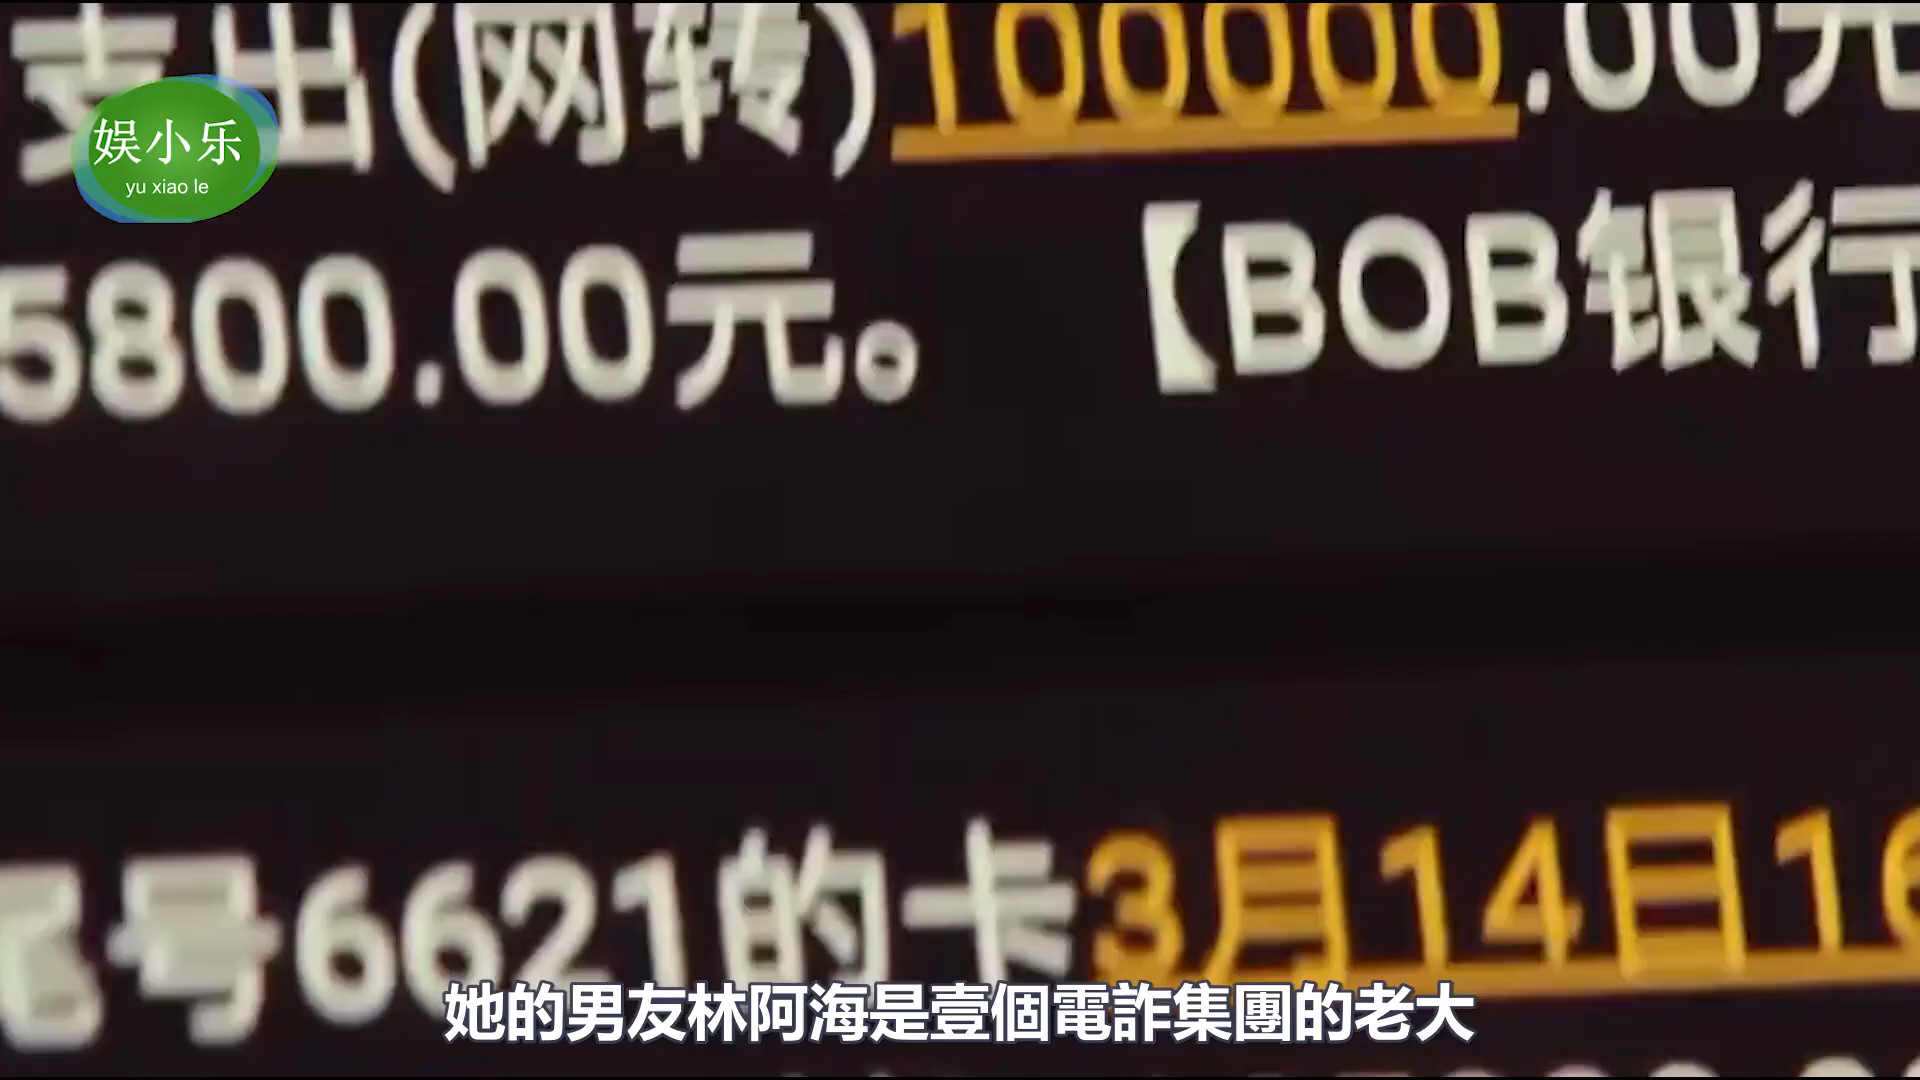 支出(网转)100000.00元
娱小乐
yu xiao le
5800.00元。 【BOB银行
尾号6621的卡3月14日16
她的男友林阿海是壹個電詐集團的老大